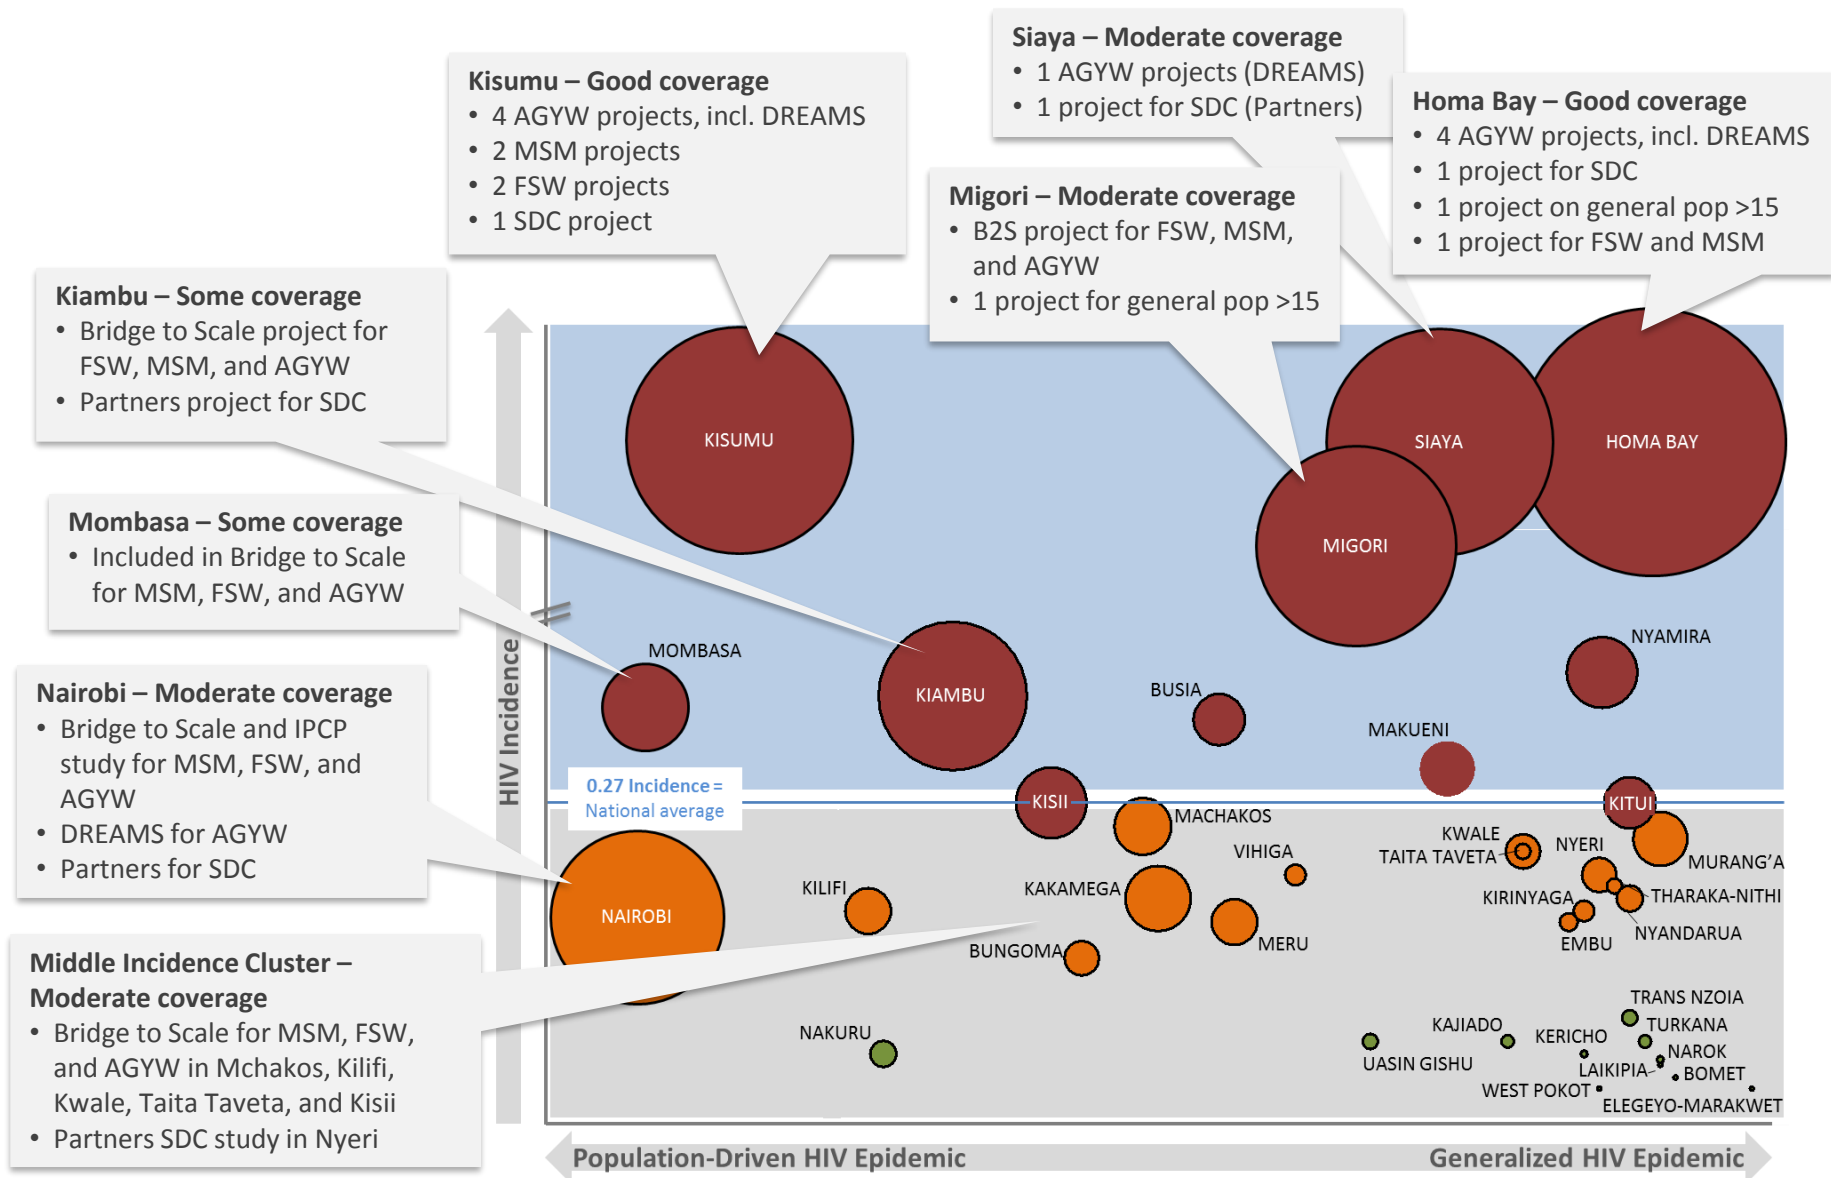 Siaya – Moderate coverage
• 1 AGYW projects (DREAMS)
• 1 project for SDC (Partners)
Kisumu – Good coverage
• 4 AGYW projects, incl. DREAMS
• 2 MSM projects
• 2 FSW projects
• 1 SDC project
Homa Bay – Good coverage
• 4 AGYW projects, incl. DREAMS
• 1 project for SDC
• 1 project on general pop >15
• 1 project for FSW and MSM
Migori – Moderate coverage
• B2S project for FSW, MSM,
and AGYW
• 1 project for general pop >15
Kiambu – Some coverage
• Bridge to Scale project for
FSW, MSM, and AGYW
• Partners project for SDC
Mombasa – Some coverage
• Included in Bridge to Scale
for MSM, FSW, and AGYW
Nairobi – Moderate coverage
• Bridge to Scale and IPCP
study for MSM, FSW, and
AGYW
• DREAMS for AGYW
• Partners for SDC
Middle Incidence Cluster –
Moderate coverage
• Bridge to Scale for MSM, FSW,
and AGYW in Mchakos, Kilifi,
Kwale, Taita Taveta, and Kisii
• Partners SDC study in Nyeri
HIV Incidence
KISUMU
SIAYA
HOMA BAY
MIGORI
MOMBASA
KIAMBU
BUSIA
NYAMIRA
MAKUENI
0.27 Incidence =
National average
KISII
KITUI
MACHAKOS
KWALE
TAITA TAVETA
NYERI
MURANG'A
VIHIGA
KILIFI
KAKAMEGA
NAIROBI
KIRINYAGA
THARAKA-NITHI
MERU
EMBU
NYANDARUA
BUNGOMA
TRANS NZOIA
NAKURU
UASIN GISHU
KAJIADO
KERICHO
TURKANA
NAROK
LAIKIPIA
BOMET
WEST POKOT
ELEGEYO-MARAKWET
Population-Driven HIV Epidemic
Generalized HIV Epidemic